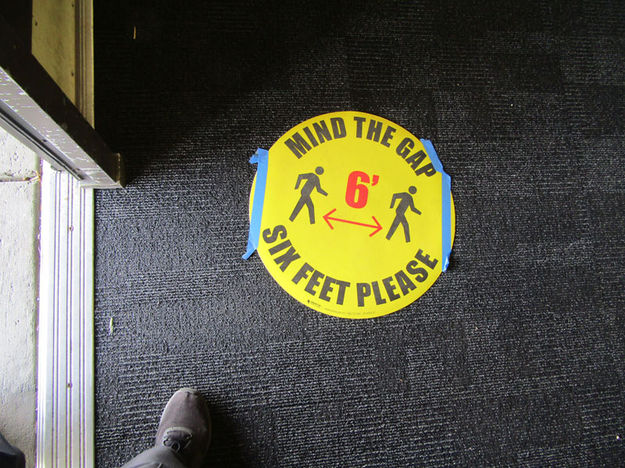 MIND THE GAP
6'
SIX FEET PLEASE